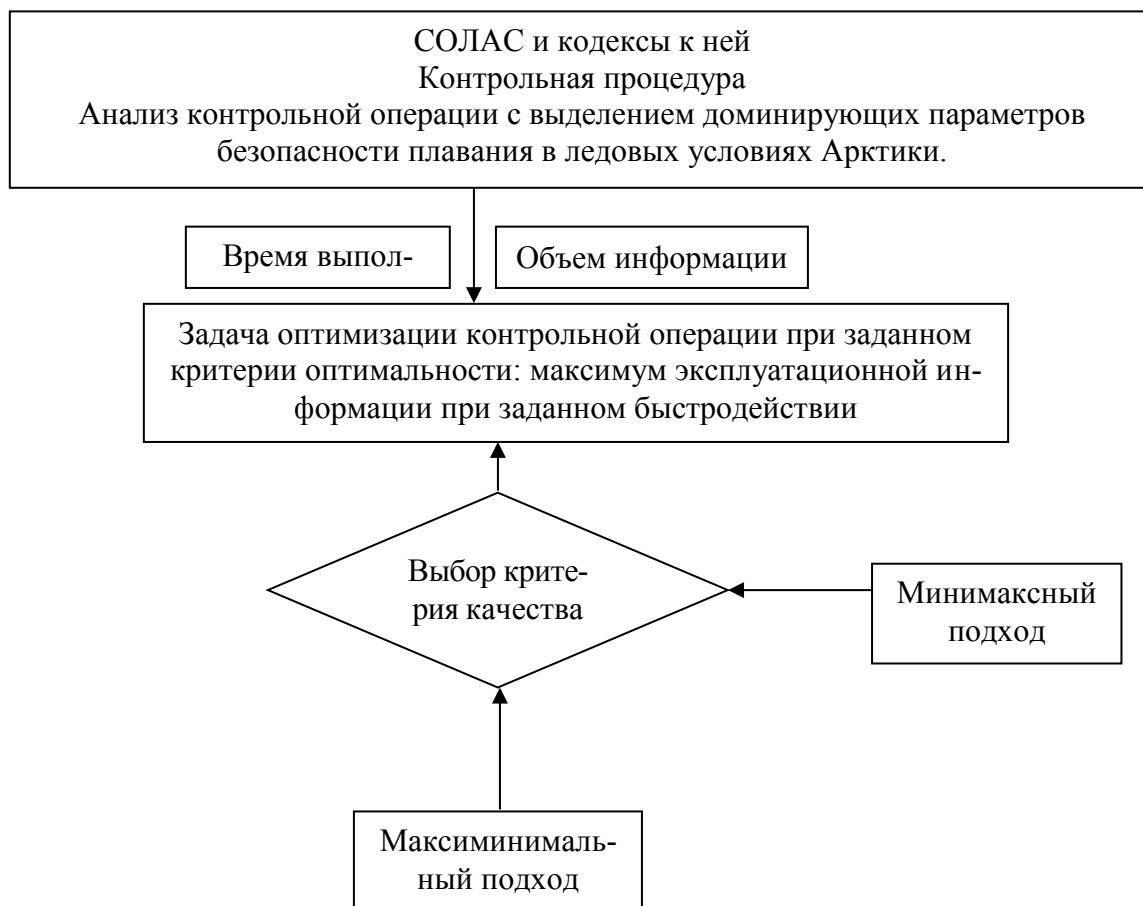 СОЛАС и кодексы к ней
Контрольная процедура
Анализ контрольной операции с выделением доминирующих параметров
безопасности плавания в ледовых условиях Арктики.
Время выпол-
Объем информации
Задача оптимизации контрольной операции при заданном
критерии оптимальности: максимум эксплуатационной ин-
формации при заданном быстродействии
Выбор крите-
рия качества
Минимаксный
подход
Максиминималь-
ный подход